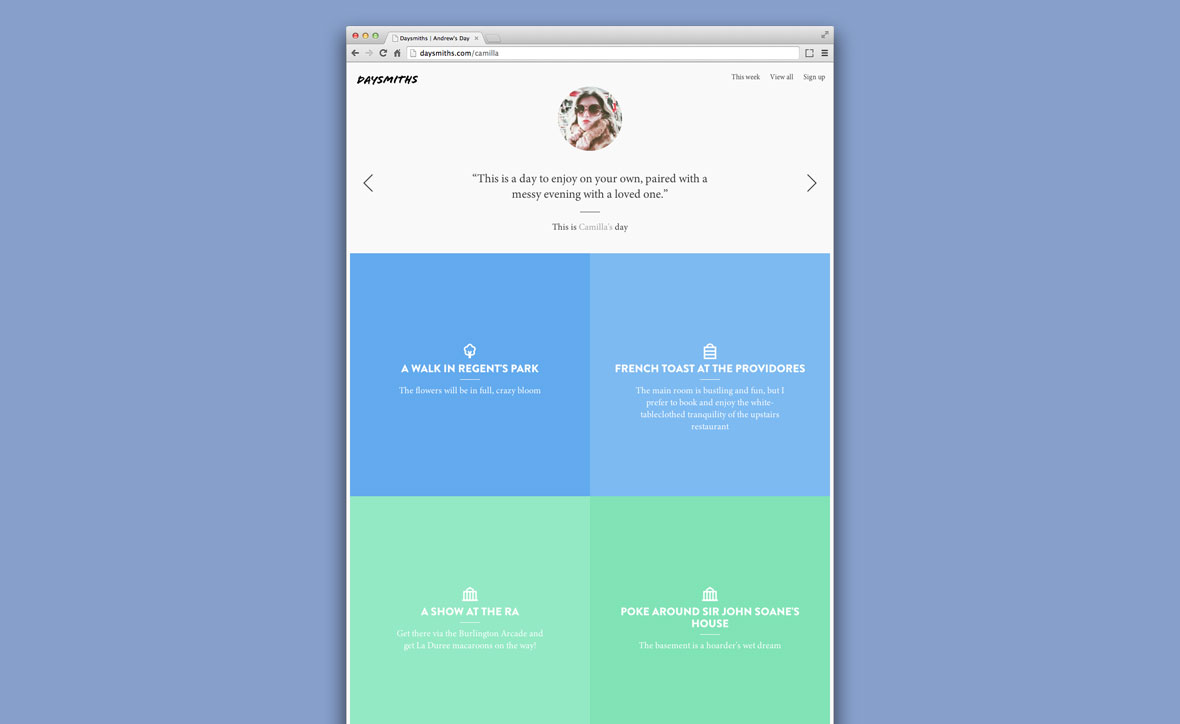 Daysmiths | Andrew's Day
daysmiths.com/camilla
DAYSMITHS
This week View all Sign up
“This is a day to enjoy on your own, paired with a
messy evening with a loved one.”
This is Camilla's day
A WALK IN REGENT'S PARK
The flowers will be in full, crazy bloom
FRENCH TOAST AT THE PROVIDORES
The main room is bustling and fun, but I
prefer to book and enjoy the white-
tableclothed tranquility of the upstairs
restaurant
A SHOW AT THE RA
Get there via the Burlington Arcade and
get La Duree macaroons on the way!
POKE AROUND SIR JOHN SOANE'S
HOUSE
The basement is a hoarder's wet dream